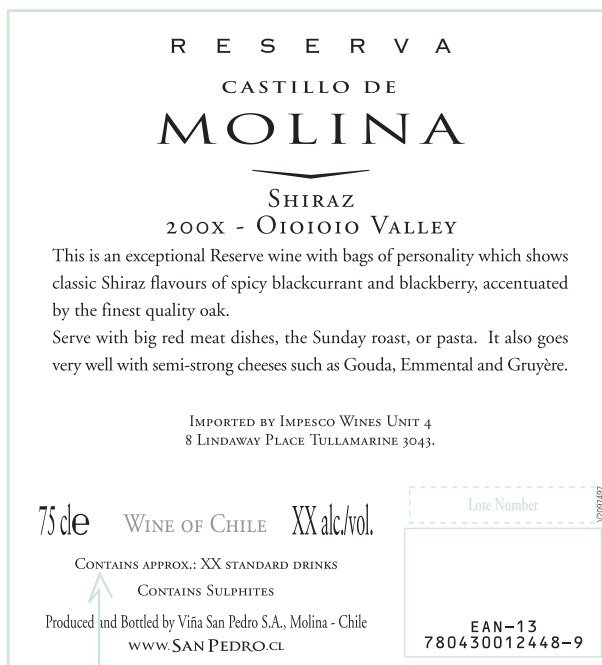 RESERVA
CASTILLO DE
MOLINA
SHIRAZ
200X - OIOIOIO VALLEY
This is an exceptional Reserve wine with bags of personality which shows
classic Shiraz flavours of spicy blackcurrant and blackberry, accentuated
by the finest quality oak.
Serve with big red meat dishes, the Sunday roast, or pasta. It also goes
very well with semi-strong cheeses such as Gouda, Emmental and Gruyère.
IMPORTED BY IMPESCO WINES UNIT 4
8 LINDAWAY PLACE TULLAMARINE 3043.
75 cle WINE OF CHILE XX alc./vol.
Lote Number
V2097497
CONTAINS APPROX.: XX STANDARD DRINKS
CONTAINS SULPHITES
Produced and Bottled by Viña San Pedro S.A., Molina - Chile
WWW.SANPEDRO.CL
EAN-13
780430012448-9